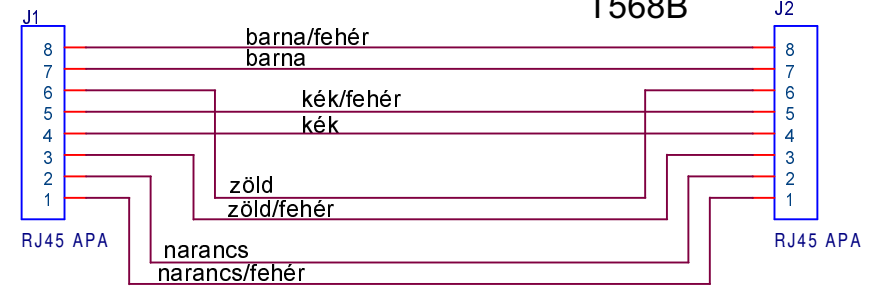 T568B
J1
J2
barna/fehér
8
8
barna
7
7
6
6
kék/fehér
5
5
kék
4
4
3
3
zöld
2
2
zöld/fehér
1
1
RJ45 APA
RJ45 APA
narancs
narancs/fehér